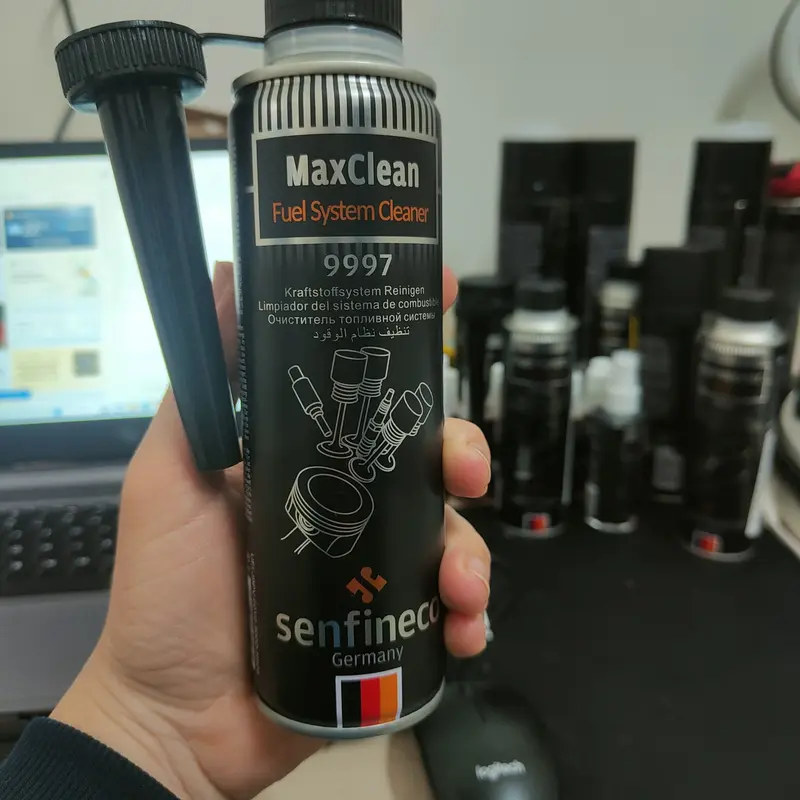 MaxClean
Fuel System Cleaner
9997
Kraftstoffsystem Reinigen
Limpiador del sistema de combustible
Очиститель топливной системы
تنظيف نظام الوقود
senfineco
Germany
logitech